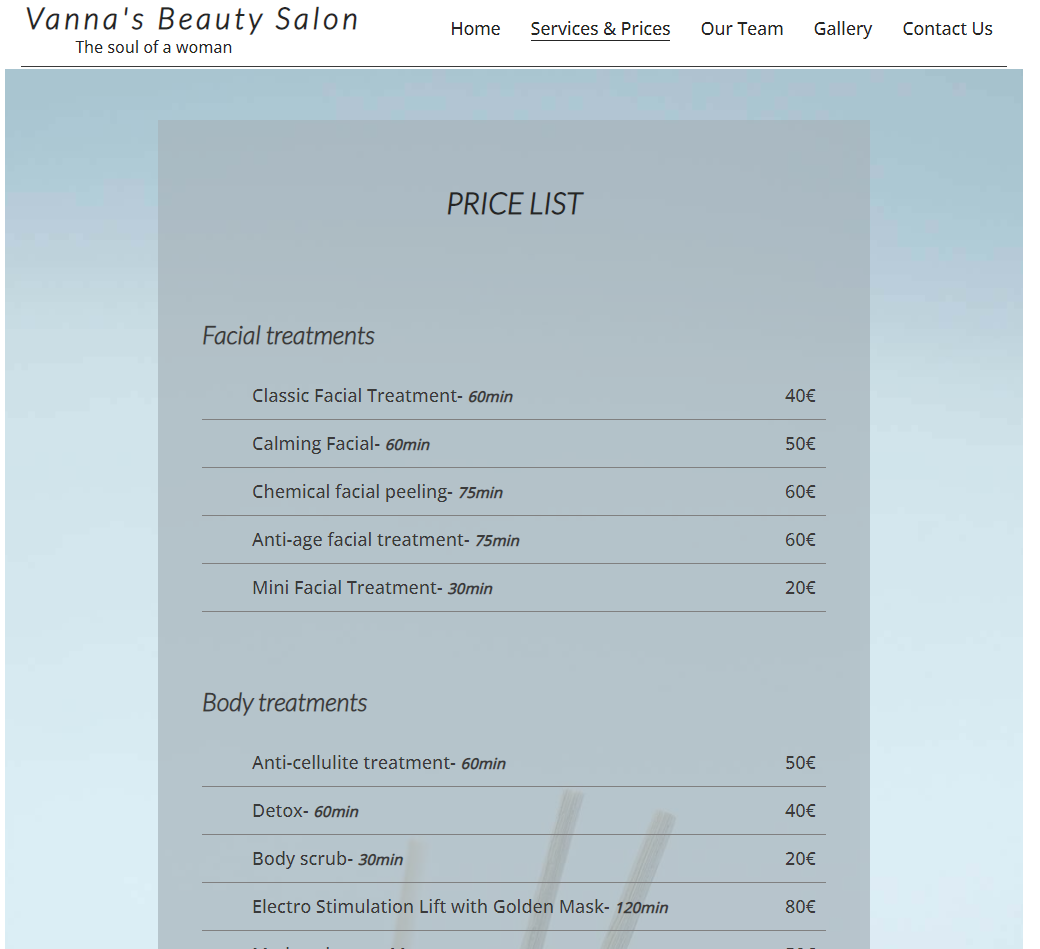 Vanna's Beauty Salon
The soul of a woman
Home Services & Prices Our Team Gallery Contact Us
PRICE LIST
Facial treatments
Classic Facial Treatment- 60min 40€
Calming Facial- 60min 50€
Chemical facial peeling- 75min 60€
Anti-age facial treatment- 75min 60€
Mini Facial Treatment- 30min 20€
Body treatments
Anti-cellulite treatment- 60min 50€
Detox- 60min 40€
Body scrub- 30min 20€
Electro Stimulation Lift with Golden Mask- 120min 80€